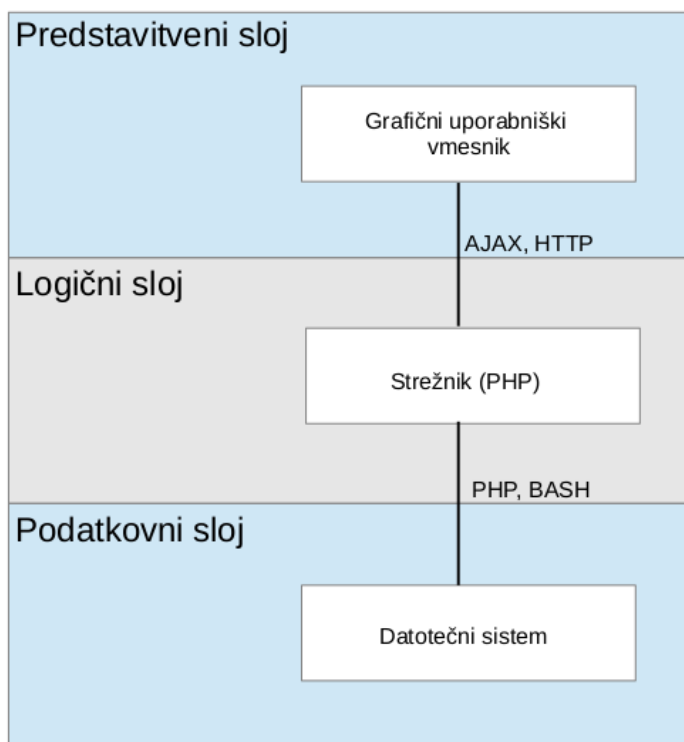 Predstavitveni sloj
Grafični uporabniški
vmesnik
AJAX, HTTP
Logični sloj
Strežnik (PHP)
PHP, BASH
Podatkovni sloj
Datotečni sistem